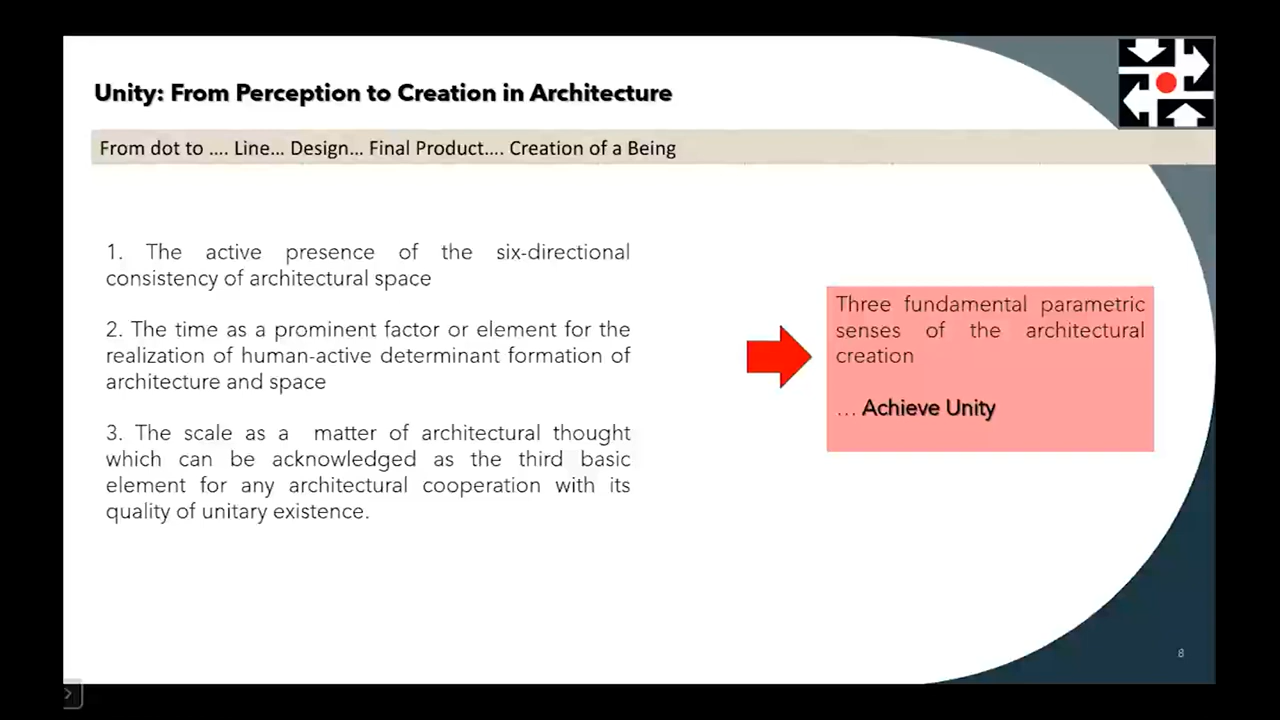 Unity: From Perception to Creation in Architecture
From dot to .... Line... Design... Final Product.... Creation of a Being
1. The active presence of the six-directional
consistency of architectural space
2. The time as a prominent factor or element for the
realization of human-active determinant formation of
architecture and space
3. The scale as a matter of architectural thought
which can be acknowledged as the third basic
element for any architectural cooperation with its
quality of unitary existence.
Three fundamental parametric
senses of the architectural
creation
... Achieve Unity
8